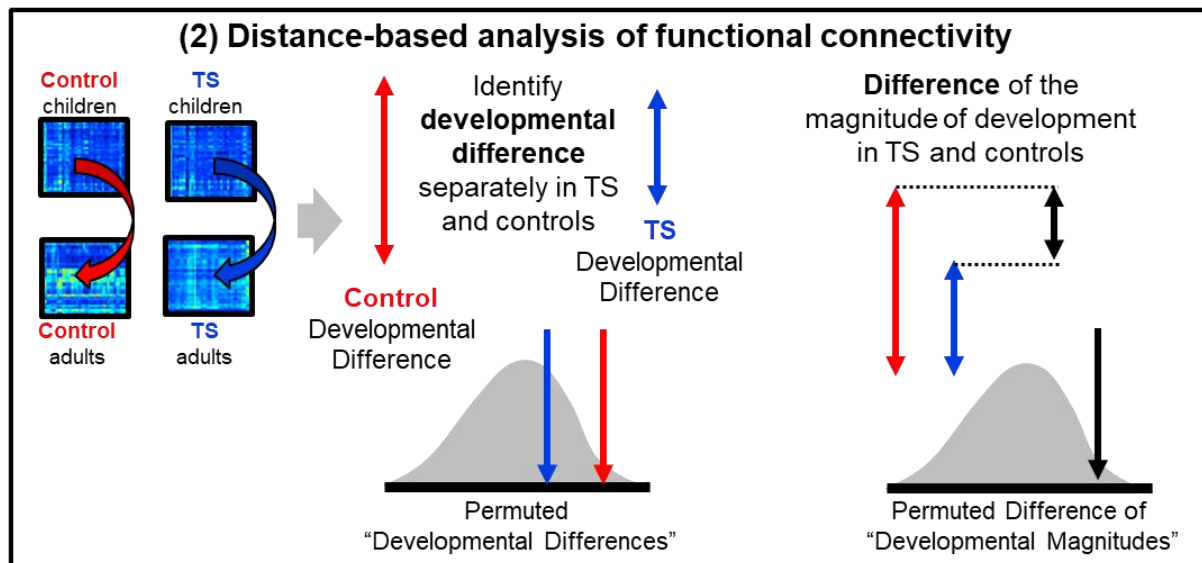 (2) Distance-based analysis of functional connectivity
Control
children
TS
children
Control
adults
TS
adults
Identify
developmental
difference
separately in TS
and controls
Control
Developmental
Difference
TS
Developmental
Difference
Permuted
“Developmental Differences”
Difference of the
magnitude of development
in TS and controls
Permuted Difference of
“Developmental Magnitudes”